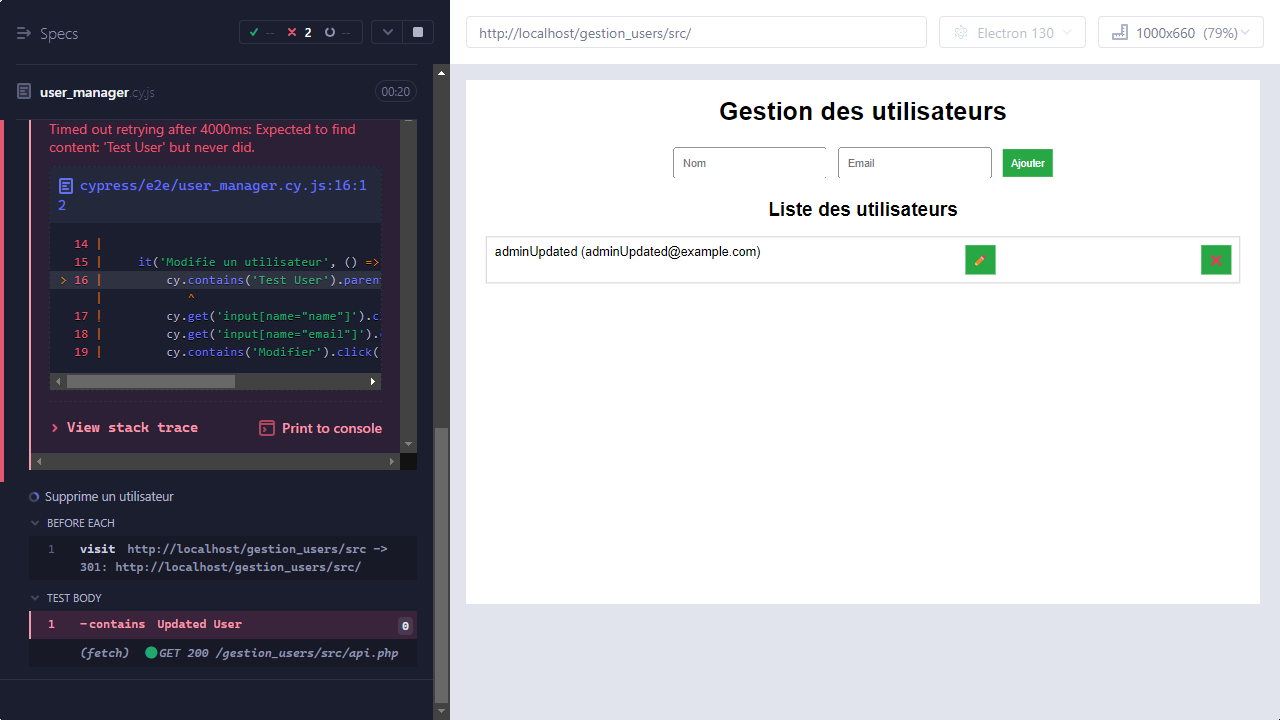 Specs
-- 2 --
user_manager.cy.js 00:20
Timed out retrying after 4000ms: Expected to find
content: 'Test User' but never did.
cypress/e2e/user_manager.cy.js:16:1
2
14 |
15 | it('Modifie un utilisateur', () =>
> 16 | cy.contains('Test User').paren
| ^
17 | cy.get('input[name="name"]').c
18 | cy.get('input[name="email"]').
19 | cy.contains('Modifier').click(
> View stack trace
Print to console
Supprime un utilisateur
BEFORE EACH
1 visit http://localhost/gestion_users/src ->
301: http://localhost/gestion_users/src/
TEST BODY
1 -contains Updated User 0
(fetch) GET 200 /gestion_users/src/api.php
http://localhost/gestion_users/src/
Electron 130
1000x660 (79%)
Gestion des utilisateurs
Nom
Email
Ajouter
Liste des utilisateurs
adminUpdated (adminUpdated@example.com)